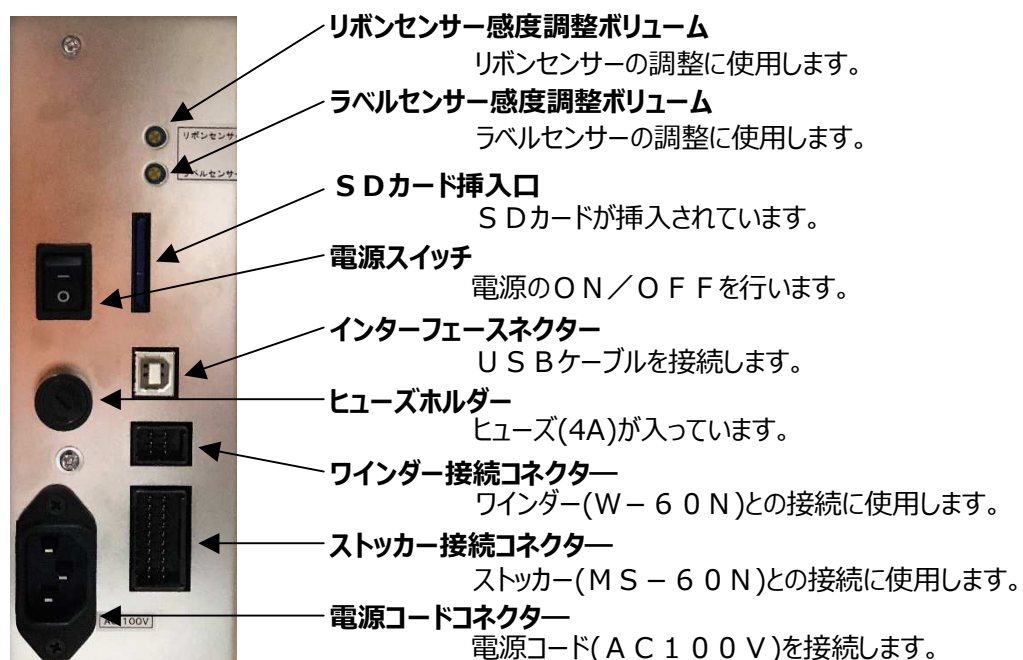 リボンセンサー感度調整ボリューム
リボンセンサーの調整に使用します。
ラベルセンサー感度調整ボリューム
ラベルセンサーの調整に使用します。
ＳＤカード挿入口
ＳＤカードが挿入されています。
電源スイッチ
電源のＯＮ／ＯＦＦを行います。
インターフェースネクター
ＵＳＢケーブルを接続します。
ヒューズホルダー
ヒューズ(4A)が入っています。
ワインダー接続コネクター
ワインダー(Ｗ－６０Ｎ)との接続に使用します。
ストッカー接続コネクター
ストッカー(ＭＳ－６０Ｎ)との接続に使用します。
電源コードコネクター
電源コード(ＡＣ１００Ｖ)を接続します。
リボンセンサ
ラベルセンサ
AC100V